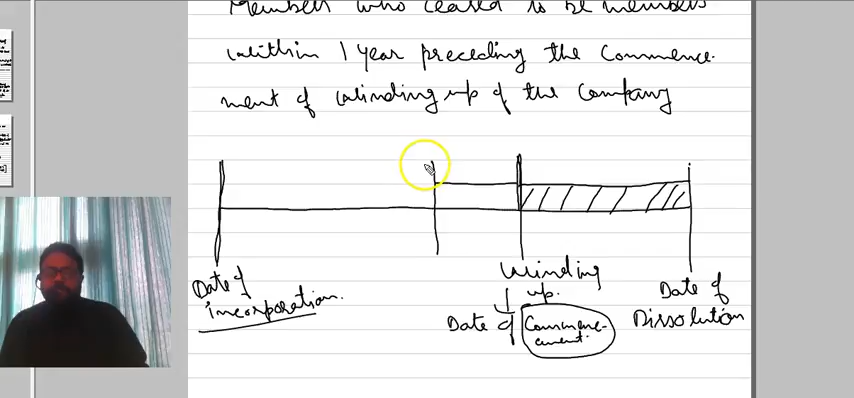 Members who ceased to be members
within 1 year preceding the Commence-
ment of winding up of the Company
Date of
incorporation.
Winding
up.
Date of
Commence-
ment.
Date of
Dissolution